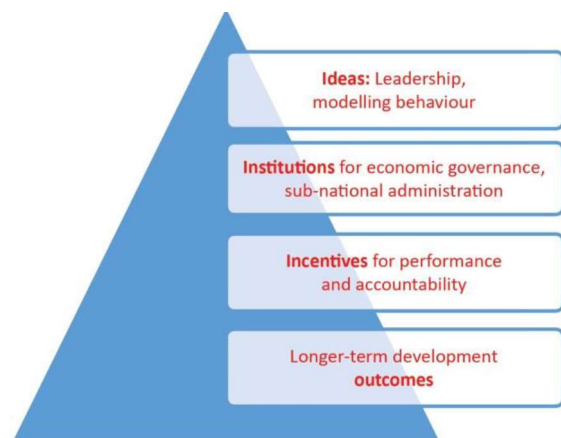 Ideas: Leadership,
modelling behaviour
Institutions for economic governance,
sub-national administration
Incentives for performance
and accountability
Longer-term development
outcomes